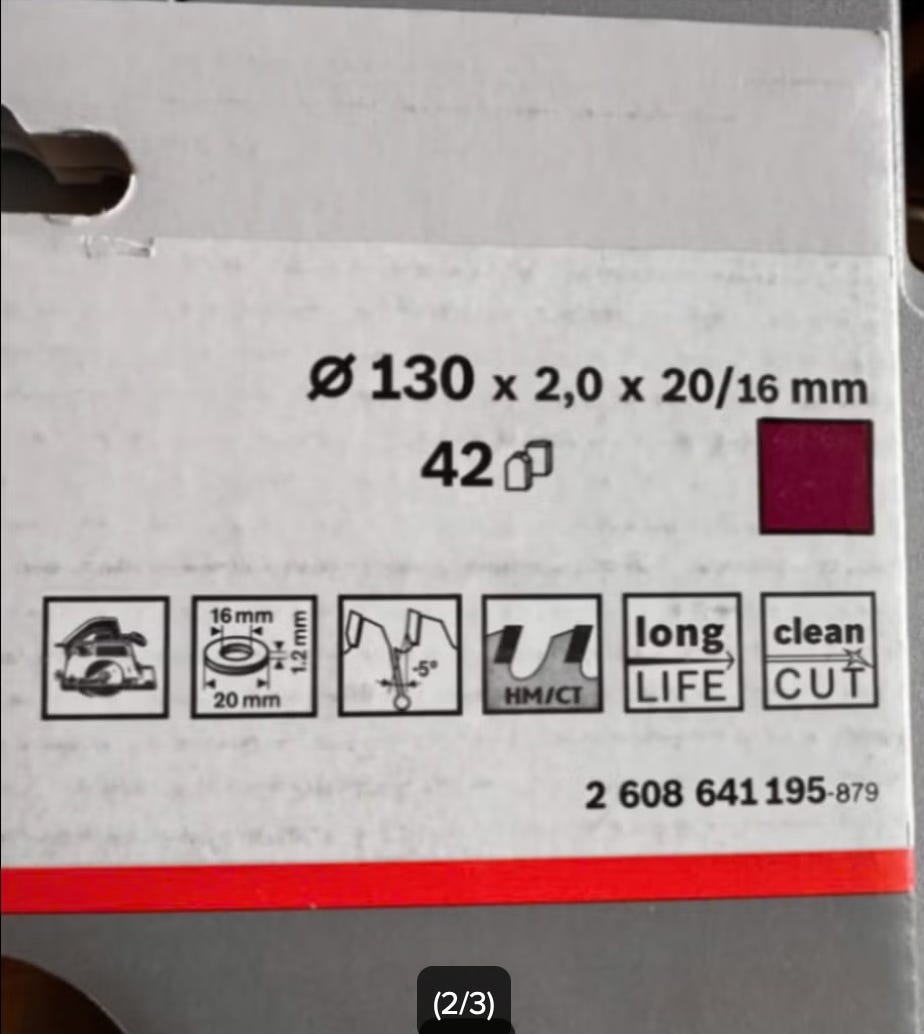 Ø 130 x 2,0 x 20/16 mm
42
16 mm
1.2 mm
20 mm
-5°
HM/CT
long
LIFE
clean
CUT
2 608 641 195-879
(2/3)